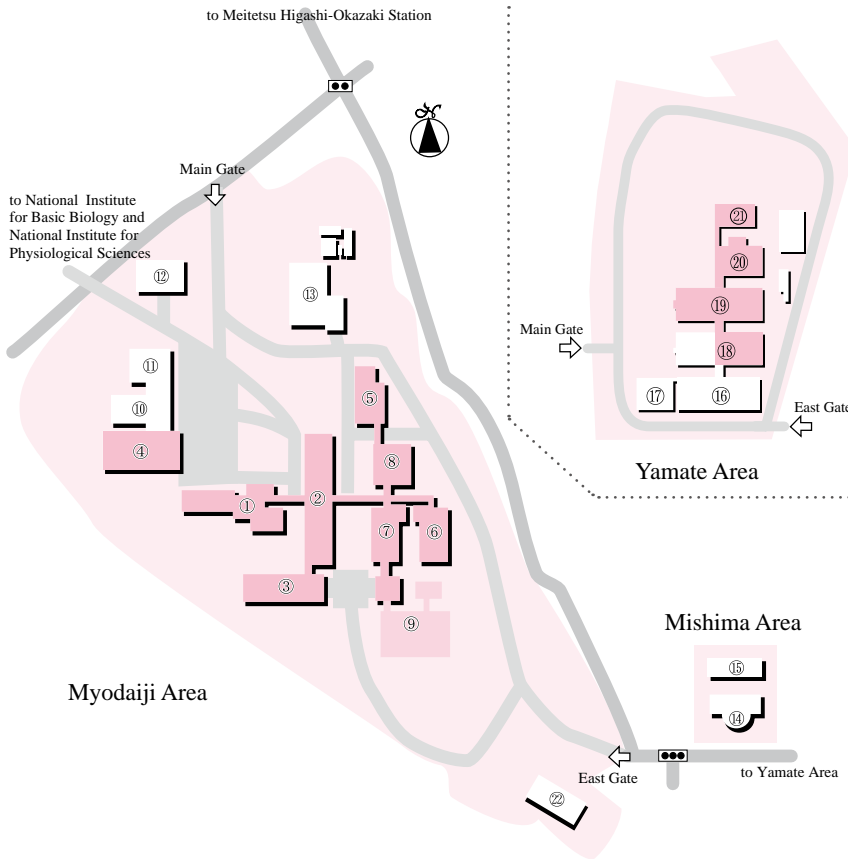 to Meitetsu Higashi-Okazaki Station
Main Gate
to National Institute
for Basic Biology and
National Institute for
Physiological Sciences
⑫
⑬
⑪
⑩
④
⑤
⑧
①
②
⑦
⑥
③
⑨
Myodaiji Area
㉑
⑳
⑲
Main Gate
⑱
⑰
⑯
East Gate
Yamate Area
Mishima Area
⑮
⑭
East Gate
to Yamate Area
㉒